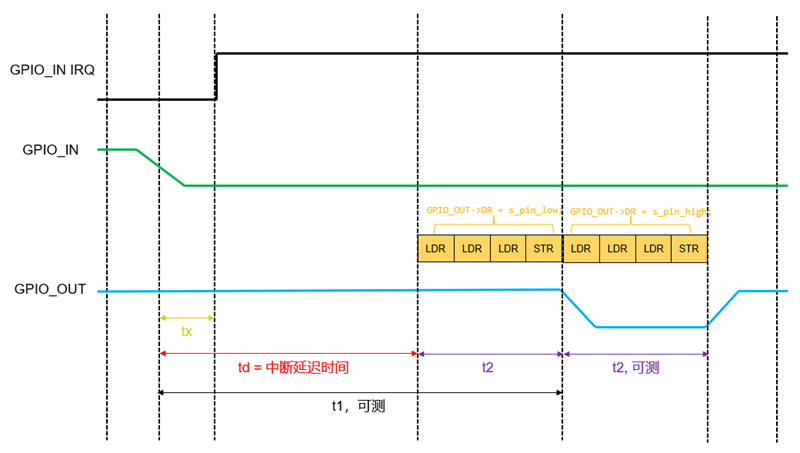 GPIO_IN IRQ
GPIO_IN
GPIO_OUT->DR = s_pin_low; GPIO_OUT->DR = s_pin_high;
LDR LDR LDR STR LDR LDR LDR STR
GPIO_OUT
tx
td = 中断延迟时间
t2
t2, 可测
t1，可测